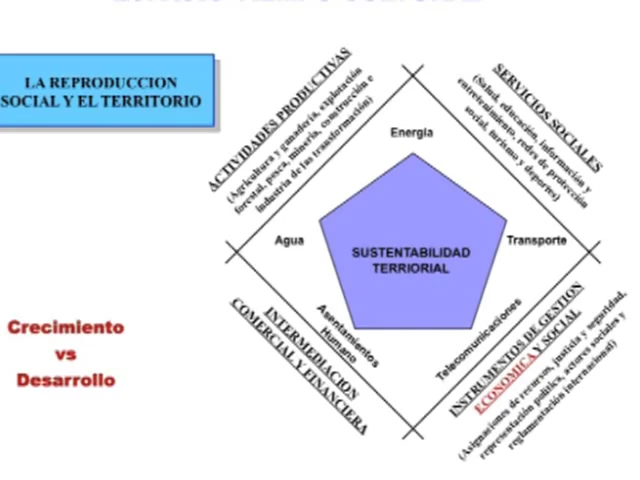 LA REPRODUCCION
SOCIAL Y EL TERRITORIO
ACTIVIDADES PRODUCTIVAS
(Agricultura y ganadería, explotación
forestal, pesca, minería, construcción e
industria de las transformación)
SERVICIOS SOCIALES
(Salud, educación, información y
entretenimiento, redes de protección
social, turismo y deportes)
Energía
Agua
SUSTENTABILIDAD
TERRIORIAL
Transporte
Asentamientos
Humano
Telecomunicaciones
Crecimiento
vs
Desarrollo
INTERMEDIACION
COMERCIAL Y FINANCIERA
INSTRUMENTOS DE GESTION
ECONOMICA Y SOCIAL
(Asignaciones de recursos, justicia y seguridad,
representación política, actores sociales y
reglamentación internacional)